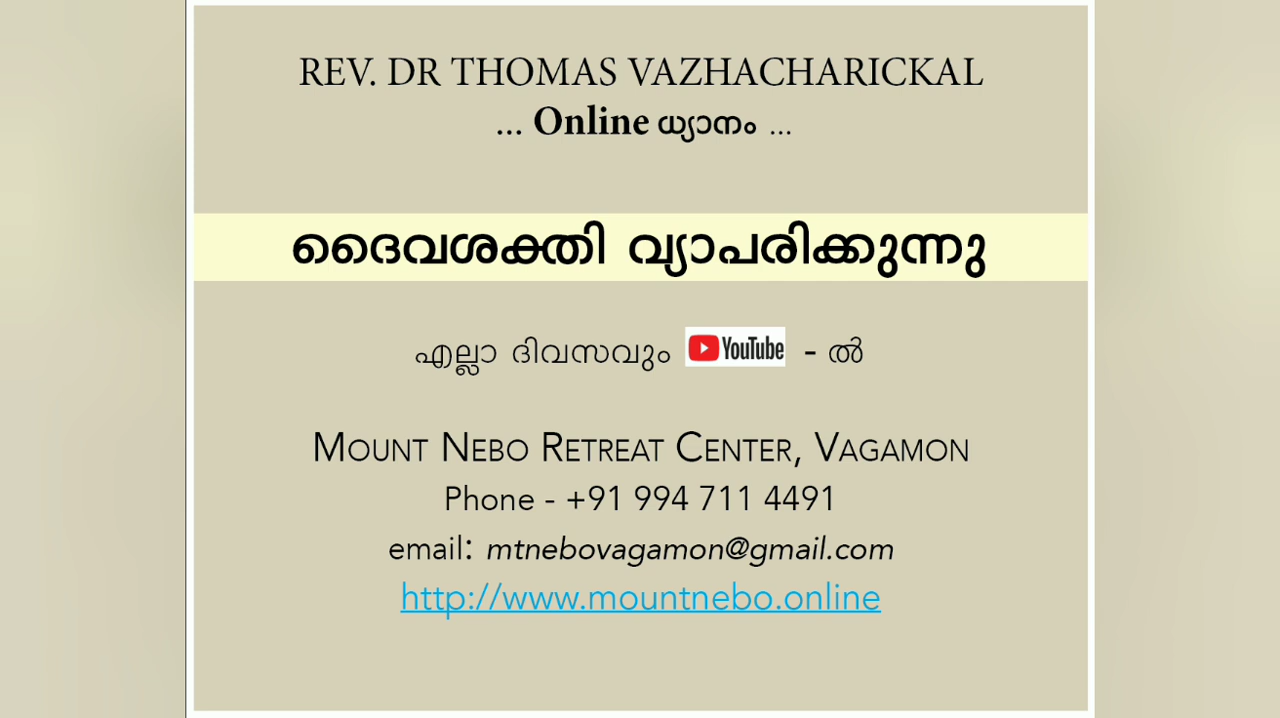 REV. DR THOMAS VAZHACHARICKAL
... Online ധ്യാനം ...
ദൈവശക്തി വ്യാപരിക്കുന്നു
എല്ലാ ദിവസവും YouTube - ൽ
MOUNT NEBO RETREAT CENTER, VAGAMON
Phone - +91 994 711 4491
email: mtnebovagamon@gmail.com
http://www.mountnebo.online